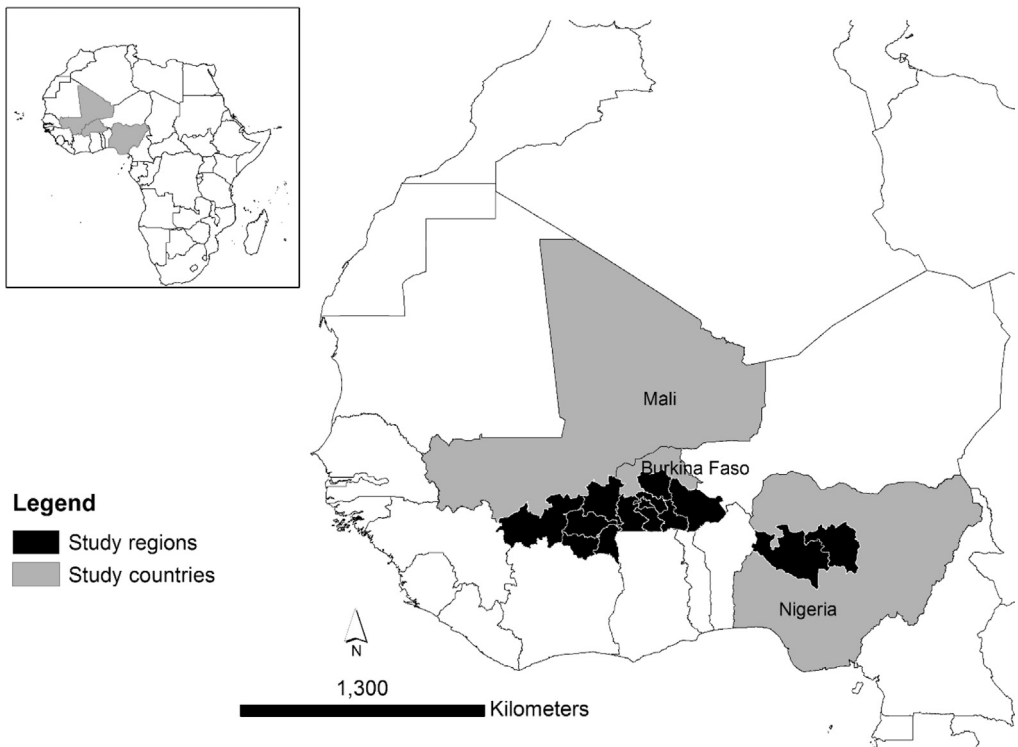 Mali
Burkina Faso
Legend
Study regions
Study countries
Nigeria
N
1,300
Kilometers